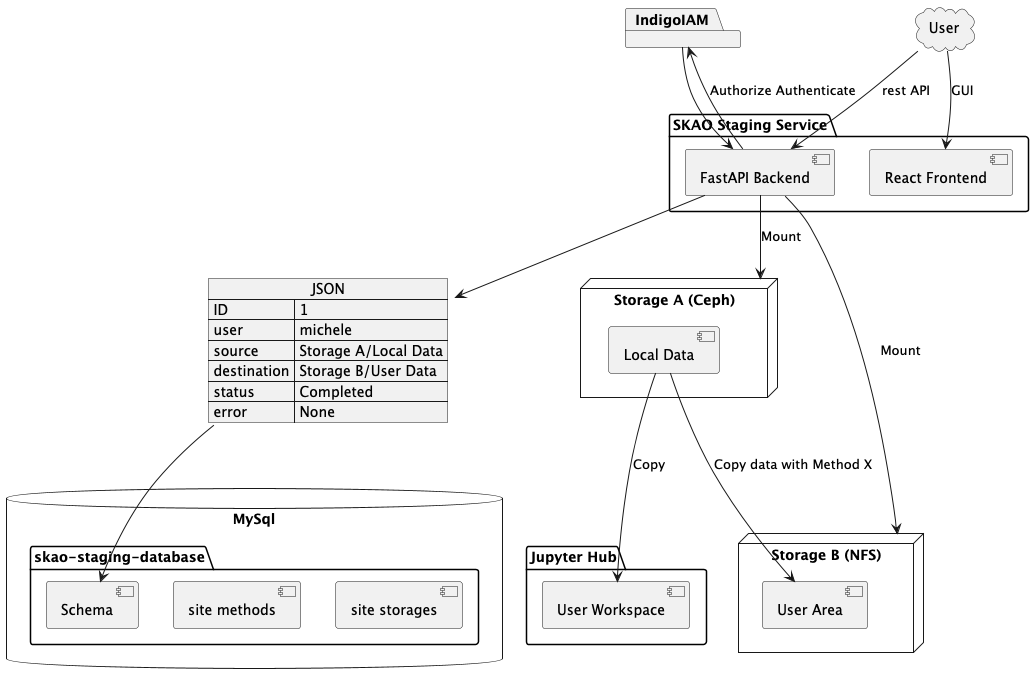 IndigoIAM
User
Authorize Authenticate
rest API
GUI
SKAO Staging Service
FastAPI Backend
React Frontend
Mount
JSON
ID 1
user michele
source Storage A/Local Data
destination Storage B/User Data
status Completed
error None
Storage A (Ceph)
Local Data
Mount
Copy
Copy data with Method X
MySql
skao-staging-database
Schema
site methods
site storages
Jupyter Hub
User Workspace
Storage B (NFS)
User Area